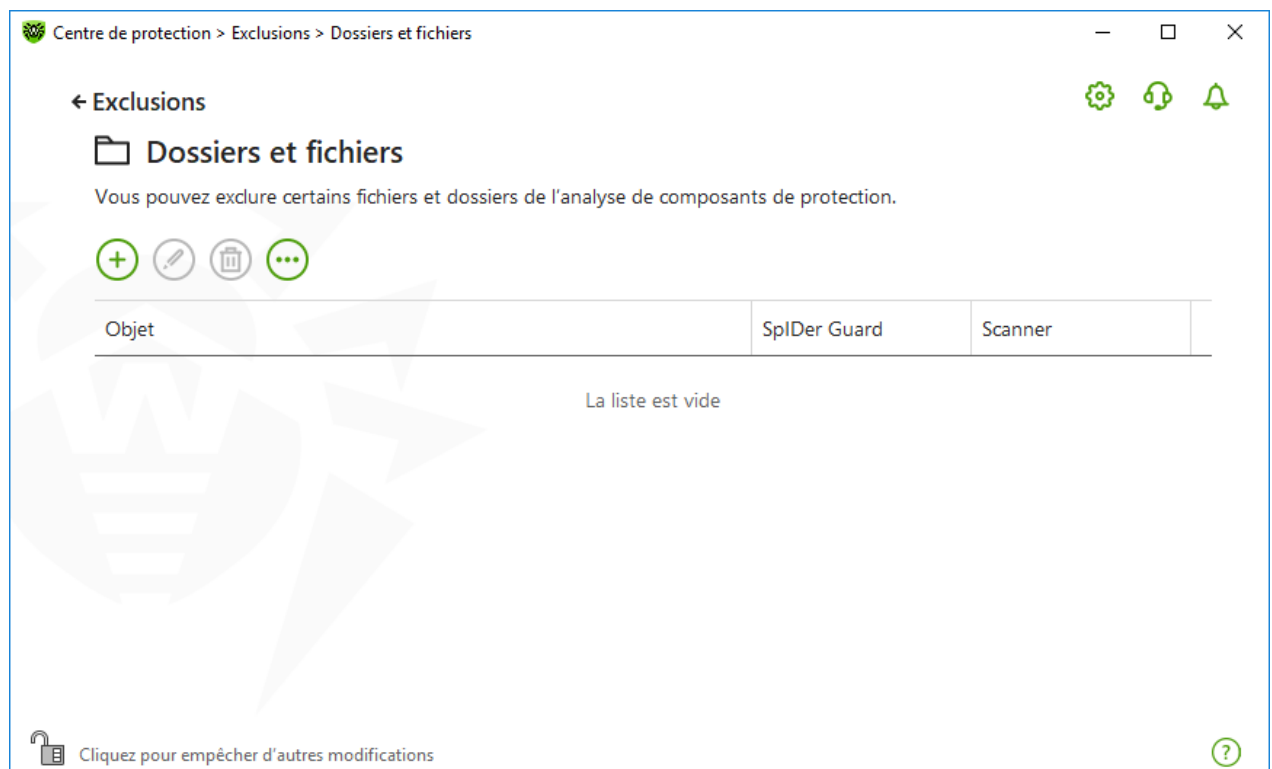 Centre de protection > Exclusions > Dossiers et fichiers
Exclusions
Dossiers et fichiers
Vous pouvez exclure certains fichiers et dossiers de l'analyse de composants de protection.
Objet SpIDer Guard Scanner
La liste est vide
Cliquez pour empêcher d'autres modifications
?